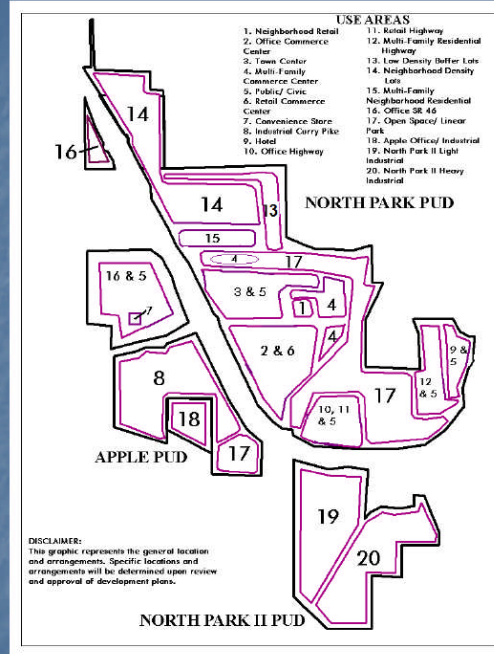 USE AREAS
1. Neighborhood Retail
2. Office Commerce
Center
3. Town Center
4. Multi-Family
Commerce Center
5. Public/ Civic
6. Retail Commerce
Center
7. Convenience Store
8. Industrial Curry Pike
9. Hotel
10. Office Highway
11. Retail Highway
12. Multi-Family Residential
Highway
13. Low Density Buffer Lots
14. Neighborhood Density
Lots
15. Multi-Family
Neighborhood Residential
16. Office SR 46
17. Open Space/ Linear
Park
18. Apple Office/ Industrial
19. North Park II Light
Industrial
20. North Park II Heavy
Industrial
NORTH PARK PUD
14
16
14
13
15
4
17
16 & 5
7
3 & 5
1
4
4
2 & 6
9 &
5
12
& 5
8
17
10, 11
& 5
18
17
APPLE PUD
19
20
DISCLAIMER:
This graphic represents the general location
and arrangements. Specific locations and
arrangements will be determined upon review
and approval of development plans.
NORTH PARK II PUD